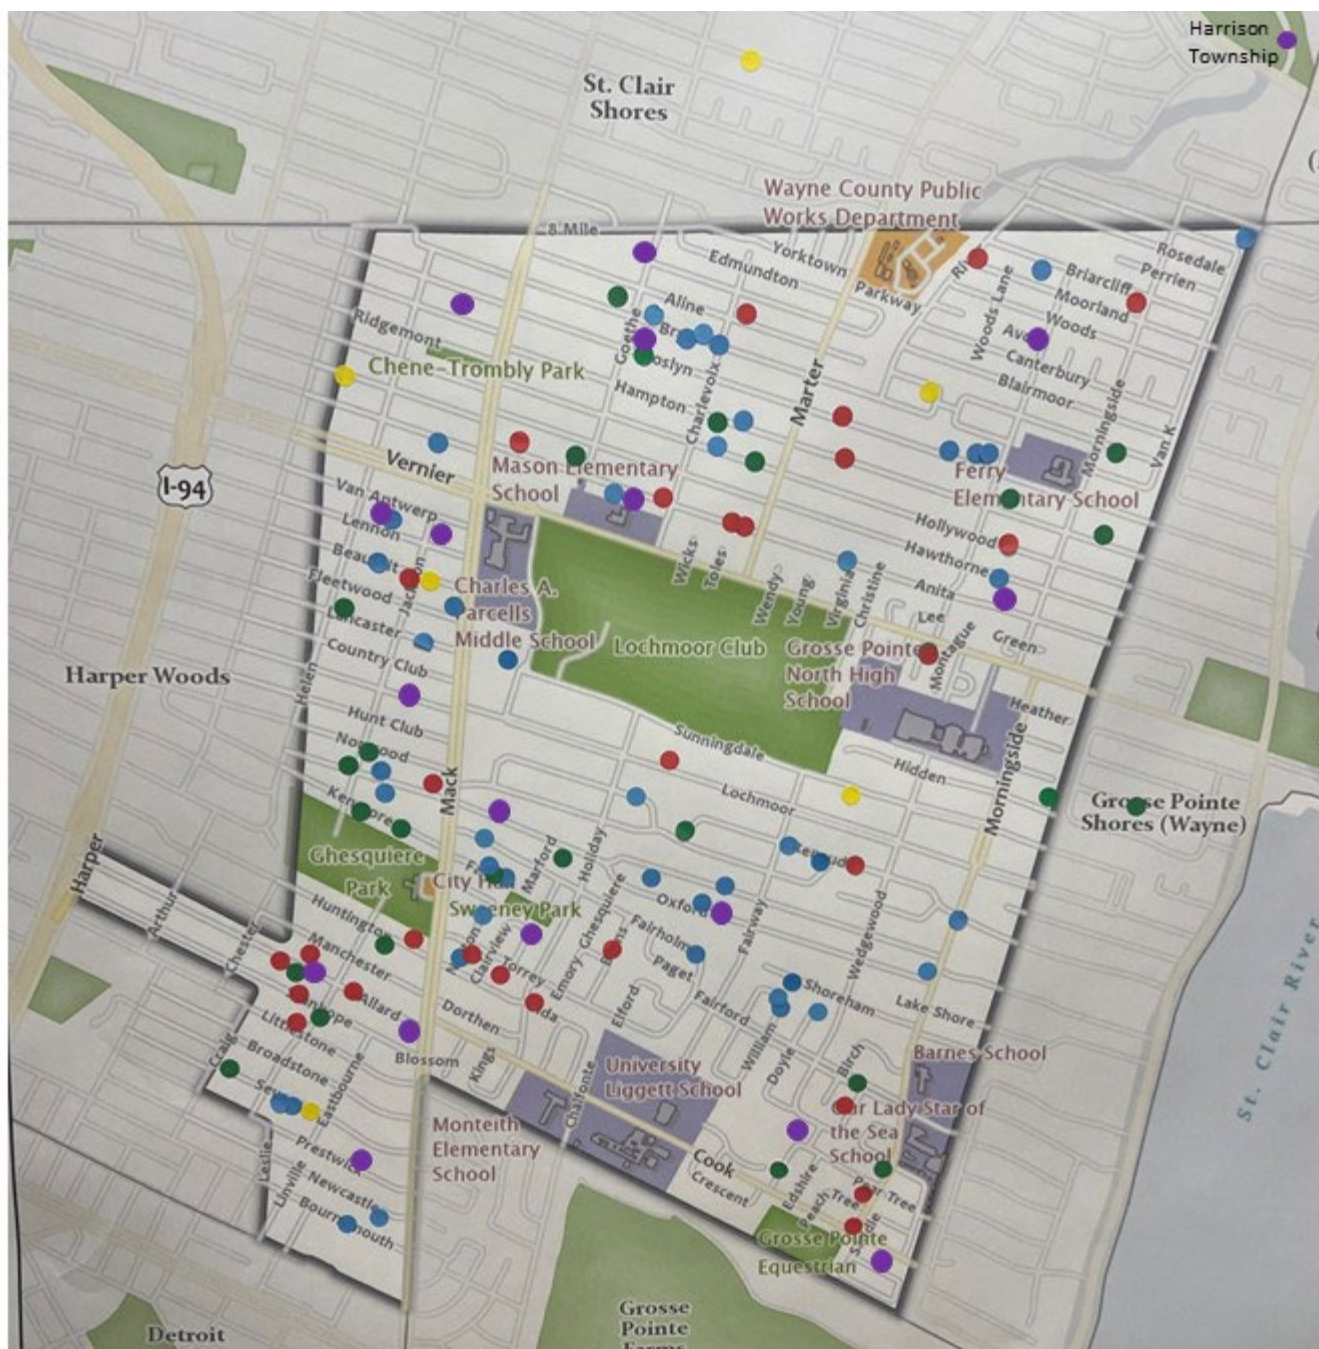 Harrison
Township
St. Clair
Shores
Wayne County Public
Works Department
8 Mile
Yorktown
Edmundton
Parkway
Rosedale
Perrien
Briarcliff
Moorland
Woods
Woods Lane
Canterbury
Blairmoor
Aline
Goethe
Ridgemont
Chene-Trombly Park
Hampton
Charlevoix
Marter
Morningside
Van K
Vernier
Mason Elementary
School
Ferry
Elementary School
I-94
Van Antwerp
Lennon
Hollywood
Hawthorne
Anita
Lee
Green
Wicks
Toles
Wendy
Young
Virginia
Christine
Montague
Fleetwood
Lancaster
Country Club
Charles A.
Parcells
Middle School
Lochmoor Club
Grosse Pointe
North High
School
Harper Woods
Helen
Heather
Hunt Club
Norwood
Sunningdale
Hidden
Morningside
Lochmoor
Mack
Kenmore
Grosse Pointe
Shores (Wayne)
Harper
Ghesquiere
Park
City Hall
Sweeney Park
Marford
Holiday
Ghesquiere
Oxford
Fairholme
Paget
Fairway
Wedgewood
Arthur
Chester
Huntington
Manchester
Allard
Clairview
Torrey
Emory
Fairford
Shoreham
Lake Shore
Elford
Dorthen
Littlestone
Craig
Broadstone
Eastbourne
Blossom
Kings
Chalfonte
William
Doyle
Birch
University
Liggett School
Barnes School
Our Lady Star of
the Sea
School
Monteith
Elementary
School
Cook
Crescent
Leslie
Linville
Prestwick
Newcastle
Bournemouth
Edshire
Peach Tree
Pear Tree
Grosse Pointe
Equestrian
St. Clair River
Detroit
Grosse
Pointe
Farms